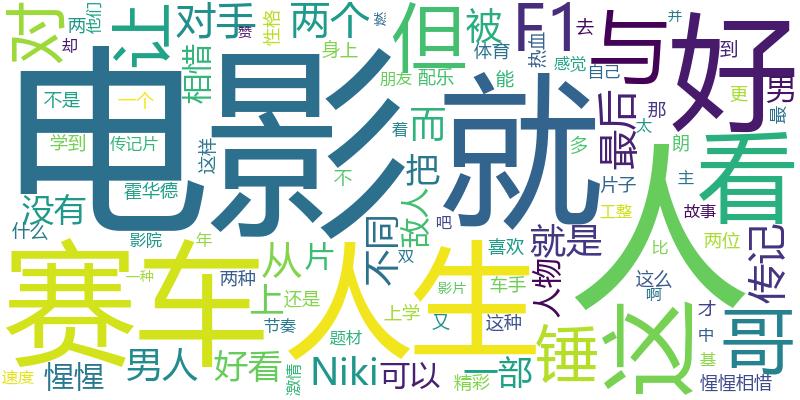 对
让
对手
两个
但
被
F1
去
与
好
他们
两
却
赞
性格
相惜
身上
燃
体育
热血
感觉
自己
到
男
电影
就
朋友
配乐
能
更
最
不是
一个
学到
传记片
这样
霍华德
着
而
多
最后
那
太
朗
看
没有
什么
影院
年
不
把
敌人
吧
片子
主
人
工整
故事
两位
赛车
人生
从
片
上
还是
两种
一种
节奏
不同
双
就是
喜欢
人物
车手
影片
上学
又
这种
题材
这么
啊
比
这
传记
才
中
基
哥
速度
惺惺
男人
好看
激情
Niki
可以
精彩
一部
锤
惺惺相惜
并